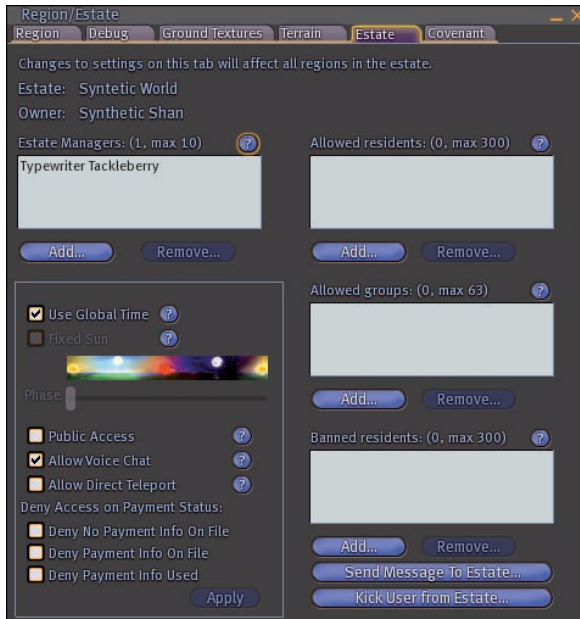 Region/Estate
Region Debug Ground Textures Terrain Estate Covenant
Changes to settings on this tab will affect all regions in the estate.
Estate: Syntetic World
Owner: Synthetic Shan
Estate Managers: (1, max 10) ?
Typewriter Tackleberry
Add... Remove...
Allowed residents: (0, max 300) ?
Add... Remove...
Use Global Time ?
Fixed Sun ?
Phase
Public Access ?
Allow Voice Chat ?
Allow Direct Teleport ?
Deny Access on Payment Status:
Deny No Payment Info On File
Deny Payment Info On File
Deny Payment Info Used
Apply
Allowed groups: (0, max 63) ?
Add... Remove...
Banned residents: (0, max 300) ?
Add... Remove...
Send Message To Estate...
Kick User from Estate...